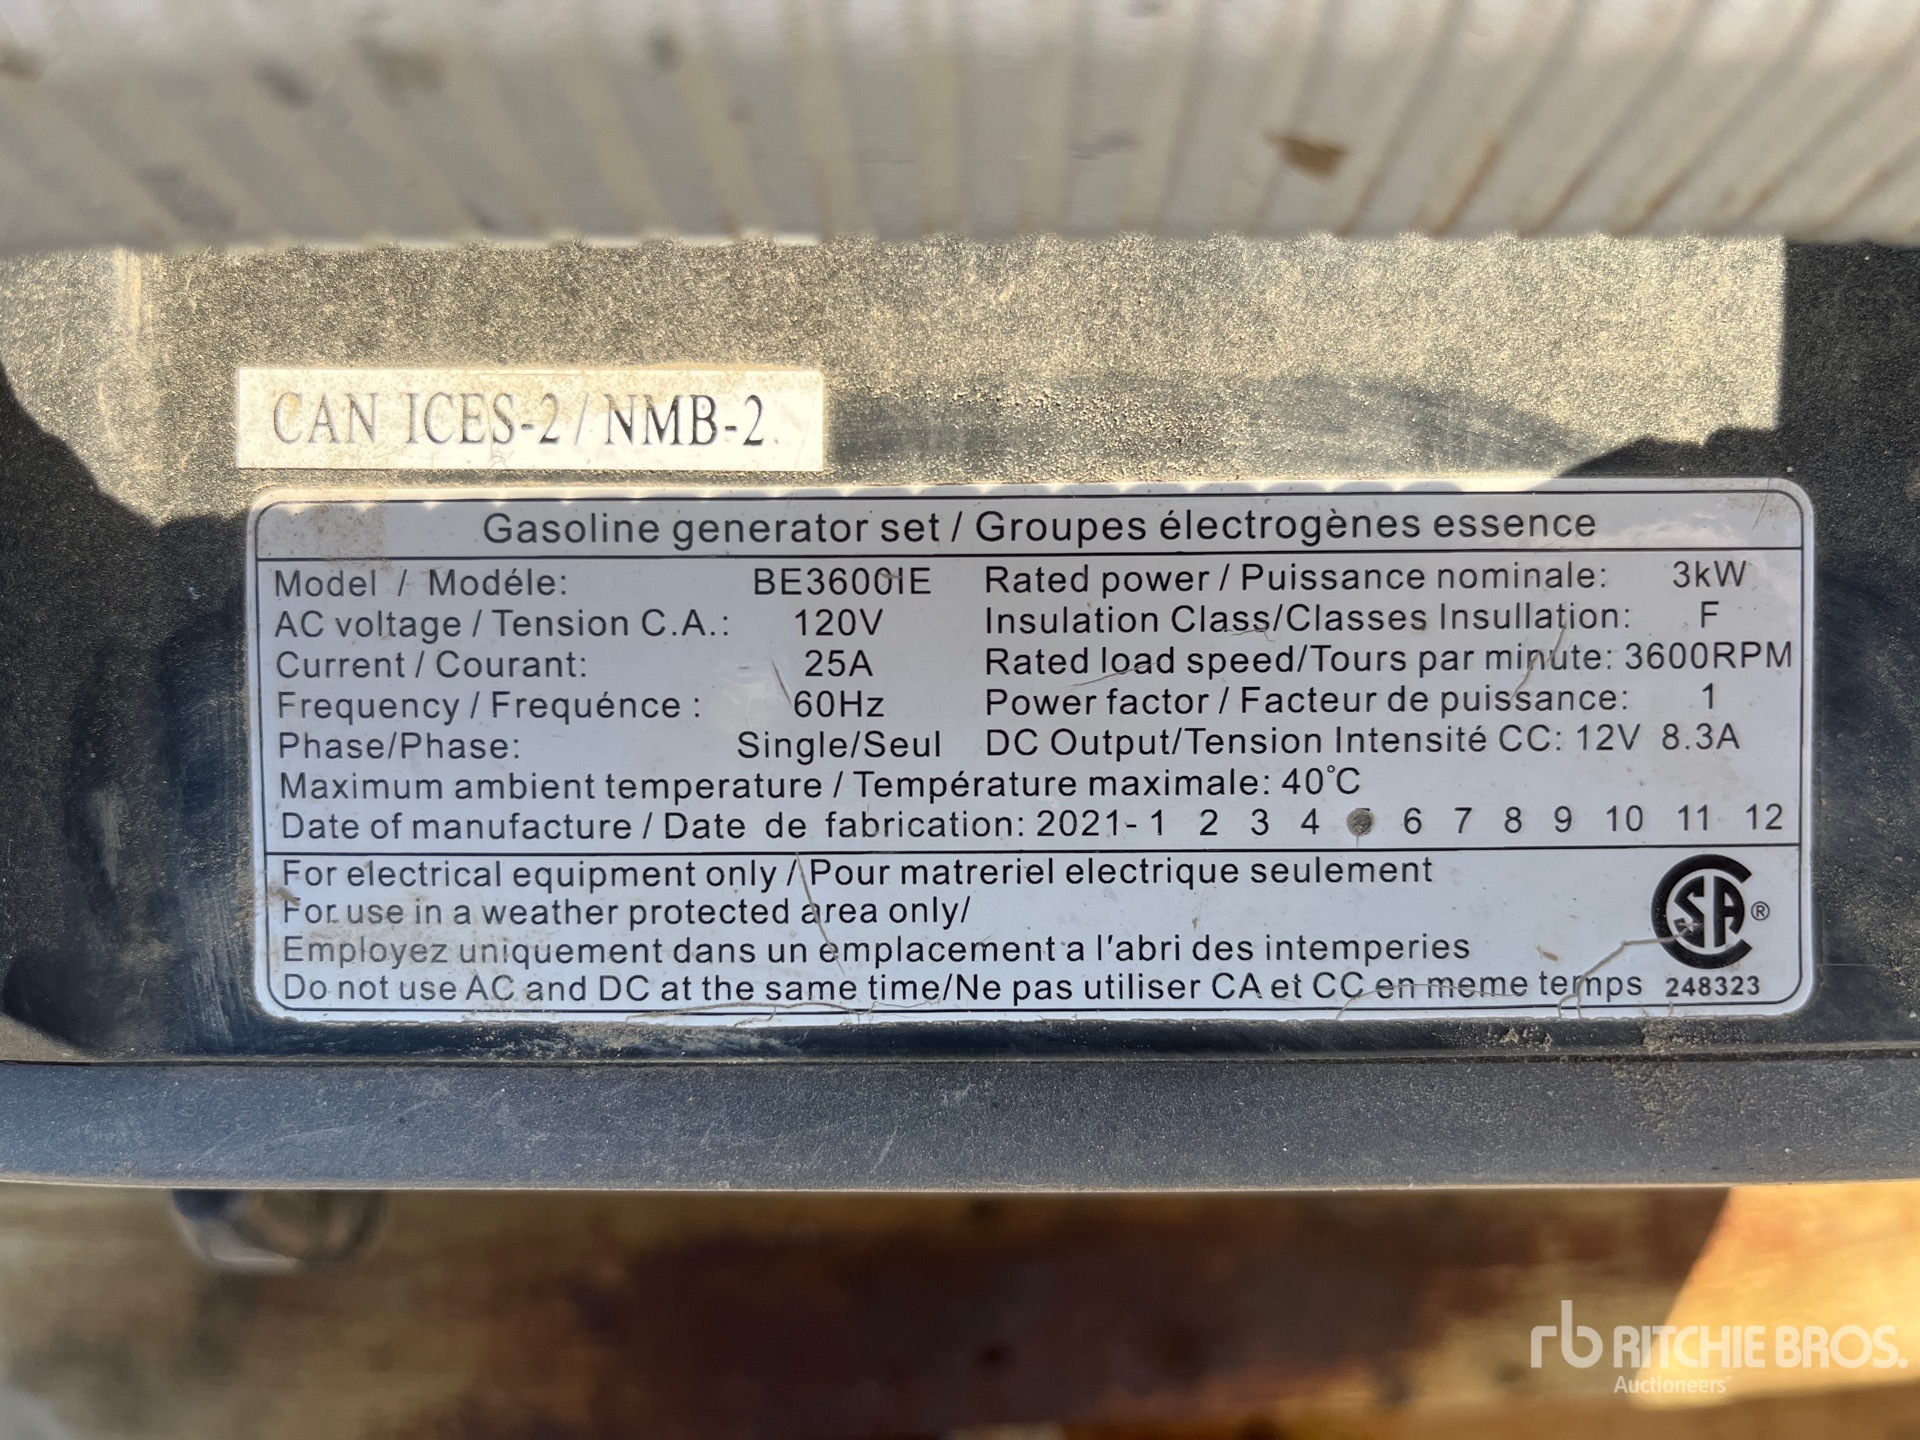 CAN ICES-2/NMB-2
Gasoline generator set / Groupes électrogènes essence
Model / Modéle: BE3600IE Rated power / Puissance nominale: 3kW
AC voltage / Tension C.A.: 120V Insulation Class/Classes Insullation: F
Current / Courant: 25A Rated load speed/Tours par minute: 3600RPM
Frequency / Frequénce : 60Hz Power factor / Facteur de puissance: 1
Phase/Phase: Single/Seul DC Output/Tension Intensité CC: 12V 8.3A
Maximum ambient temperature / Température maximale: 40°C
Date of manufacture / Date de fabrication: 2021- 1 2 3 4 6 7 8 9 10 11 12
For electrical equipment only / Pour matreriel electrique seulement
For use in a weather protected area only/
Employez uniquement dans un emplacement a l'abri des intemperies
Do not use AC and DC at the same time/Ne pas utiliser CA et CC en meme temps
CSA ®
248323
rb RITCHIE BROS.
Auctioneers